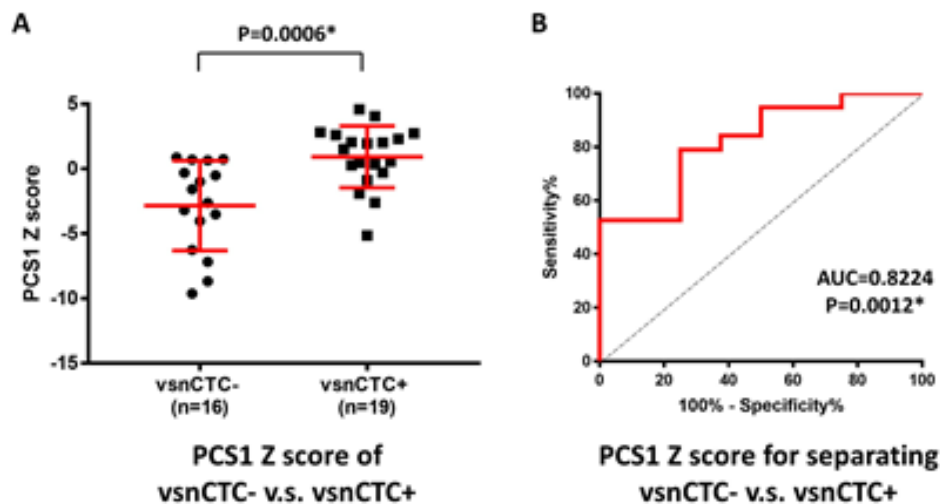 A
P=0.0006*
PCS1 Z score
5
0
-5
-10
-15
vsnCTC-
(n=16)
vsnCTC+
(n=19)
PCS1 Z score of
vsnCTC- v.s. vsnCTC+
B
Sensitivity%
100
80
60
40
20
0
AUC=0.8224
P=0.0012*
0 20 40 60 80 100
100% - Specificity%
PCS1 Z score for separating
vsnCTC- v.s. vsnCTC+